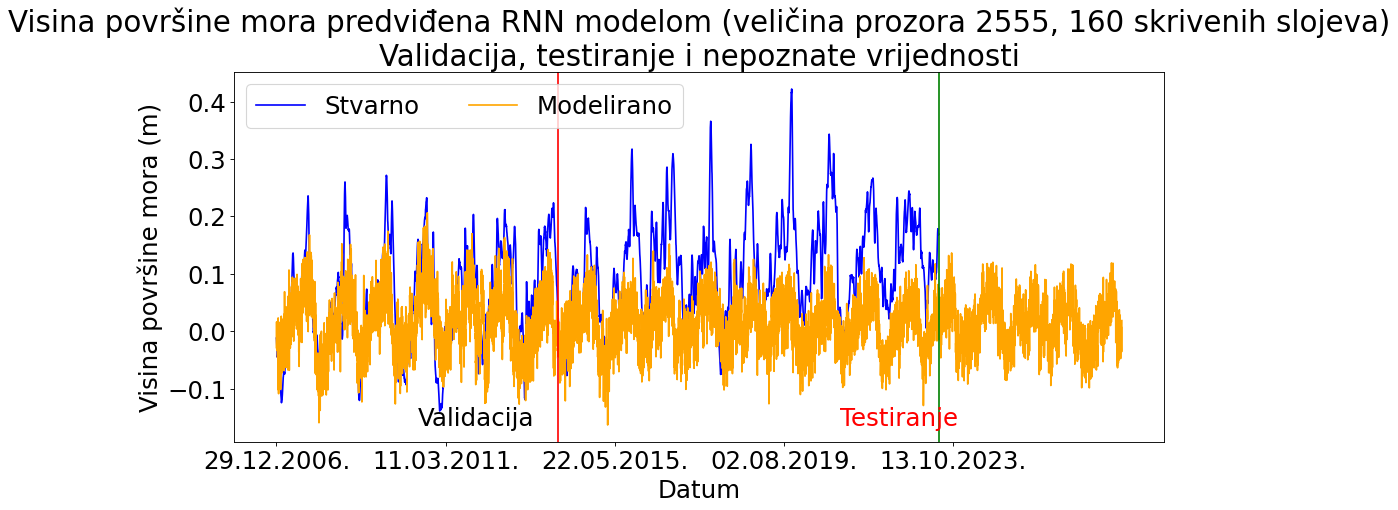 Visina površine mora predviđena RNN modelom (veličina prozora 2555, 160 skrivenih slojeva)
Validacija, testiranje i nepoznate vrijednosti
Stvarno
Modelirano
Visina površine mora (m)
0.4
0.3
0.2
0.1
0.0
−0.1
Validacija
Testiranje
29.12.2006.
11.03.2011.
22.05.2015.
02.08.2019.
13.10.2023.
Datum